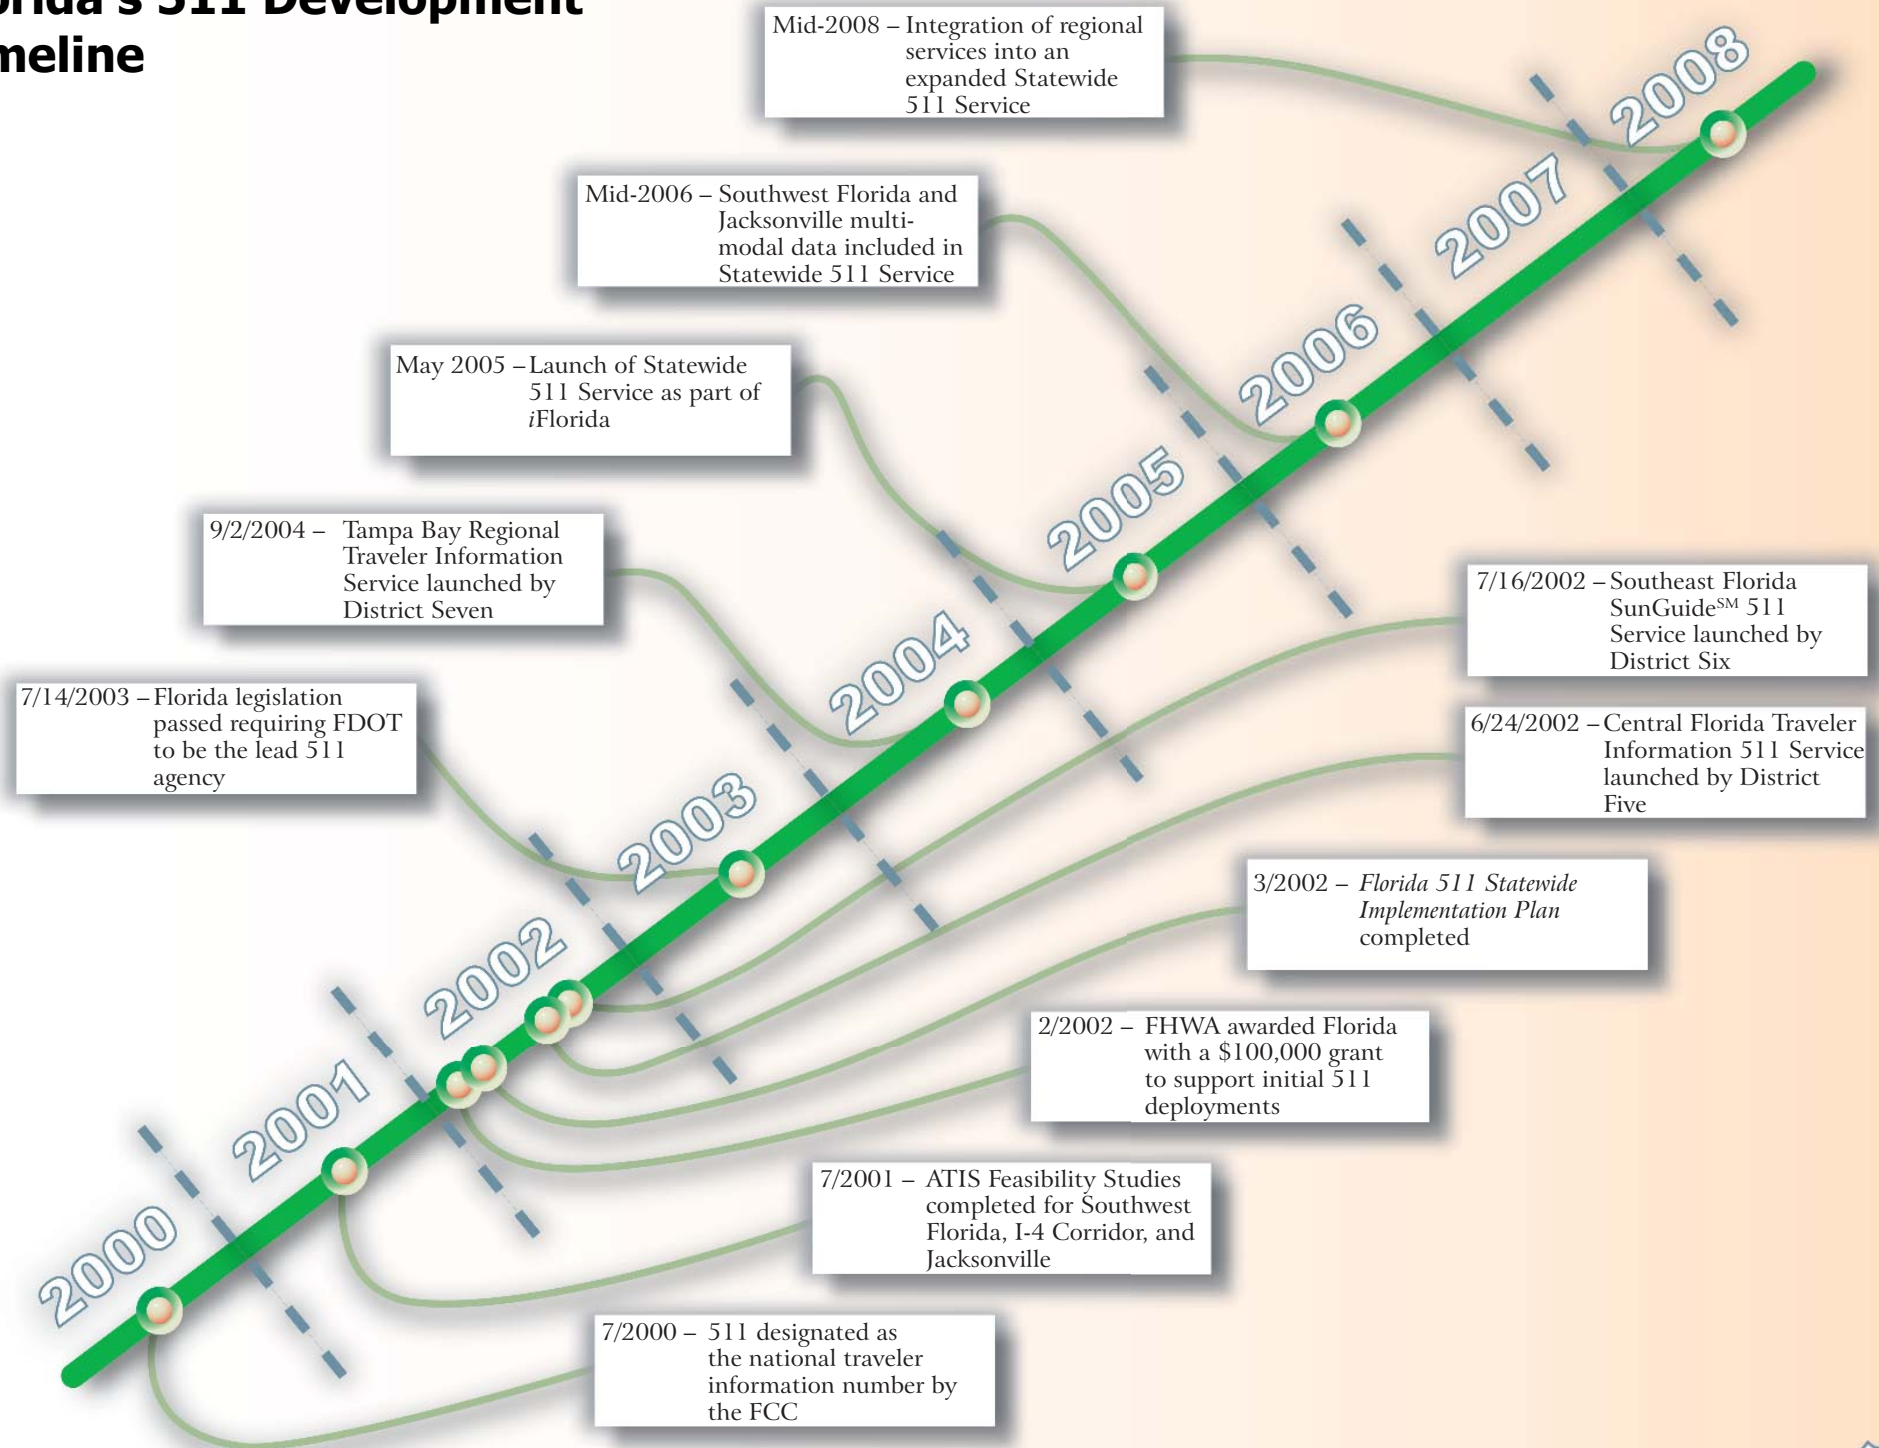 orida's 511 Development
meline
Mid-2008 – Integration of regional
services into an
expanded Statewide
511 Service
Mid-2006 – Southwest Florida and
Jacksonville multi-
modal data included in
Statewide 511 Service
May 2005 – Launch of Statewide
511 Service as part of
iFlorida
9/2/2004 – Tampa Bay Regional
Traveler Information
Service launched by
District Seven
7/14/2003 – Florida legislation
passed requiring FDOT
to be the lead 511
agency
2008
2007
2006
2005
2004
2003
2002
2001
2000
7/16/2002 – Southeast Florida
SunGuide℠ 511
Service launched by
District Six
6/24/2002 – Central Florida Traveler
Information 511 Service
launched by District
Five
3/2002 – Florida 511 Statewide
Implementation Plan
completed
2/2002 – FHWA awarded Florida
with a $100,000 grant
to support initial 511
deployments
7/2001 – ATIS Feasibility Studies
completed for Southwest
Florida, I-4 Corridor, and
Jacksonville
7/2000 – 511 designated as
the national traveler
information number by
the FCC